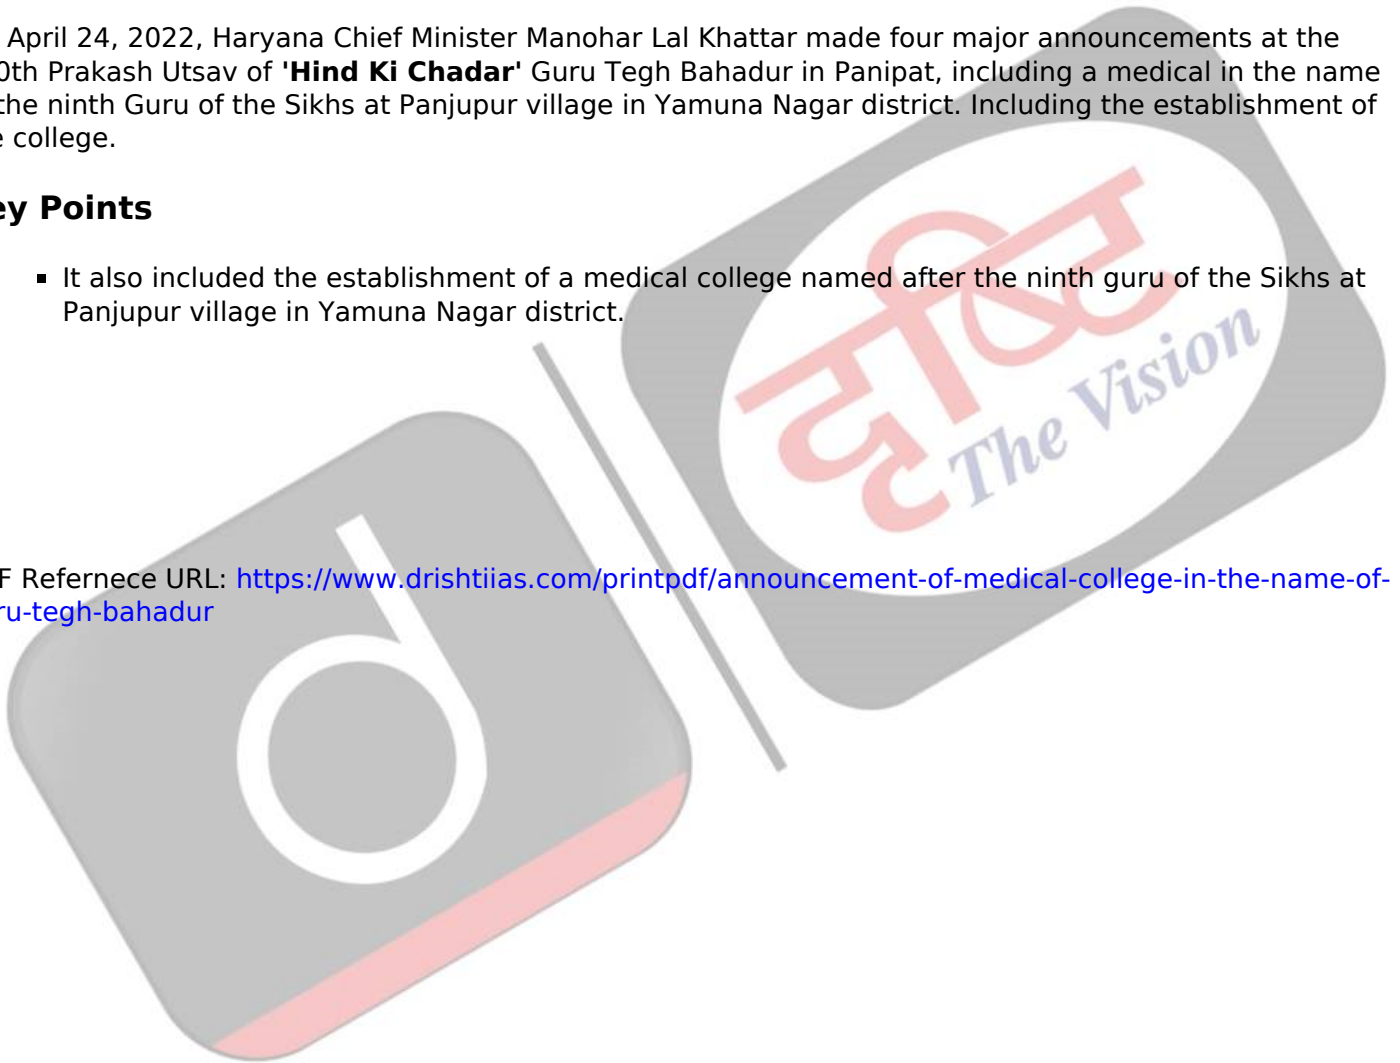 April 24, 2022, Haryana Chief Minister Manohar Lal Khattar made four major announcements at the
0th Prakash Utsav of 'Hind Ki Chadar' Guru Tegh Bahadur in Panipat, including a medical in the name
the ninth Guru of the Sikhs at Panjupur village in Yamuna Nagar district. Including the establishment of
e college.
ey Points
▪ It also included the establishment of a medical college named after the ninth guru of the Sikhs at
Panjupur village in Yamuna Nagar district.
दृष्टि
The Vision
d
F Refernece URL: https://www.drishtiias.com/printpdf/announcement-of-medical-college-in-the-name-of-
ru-tegh-bahadur